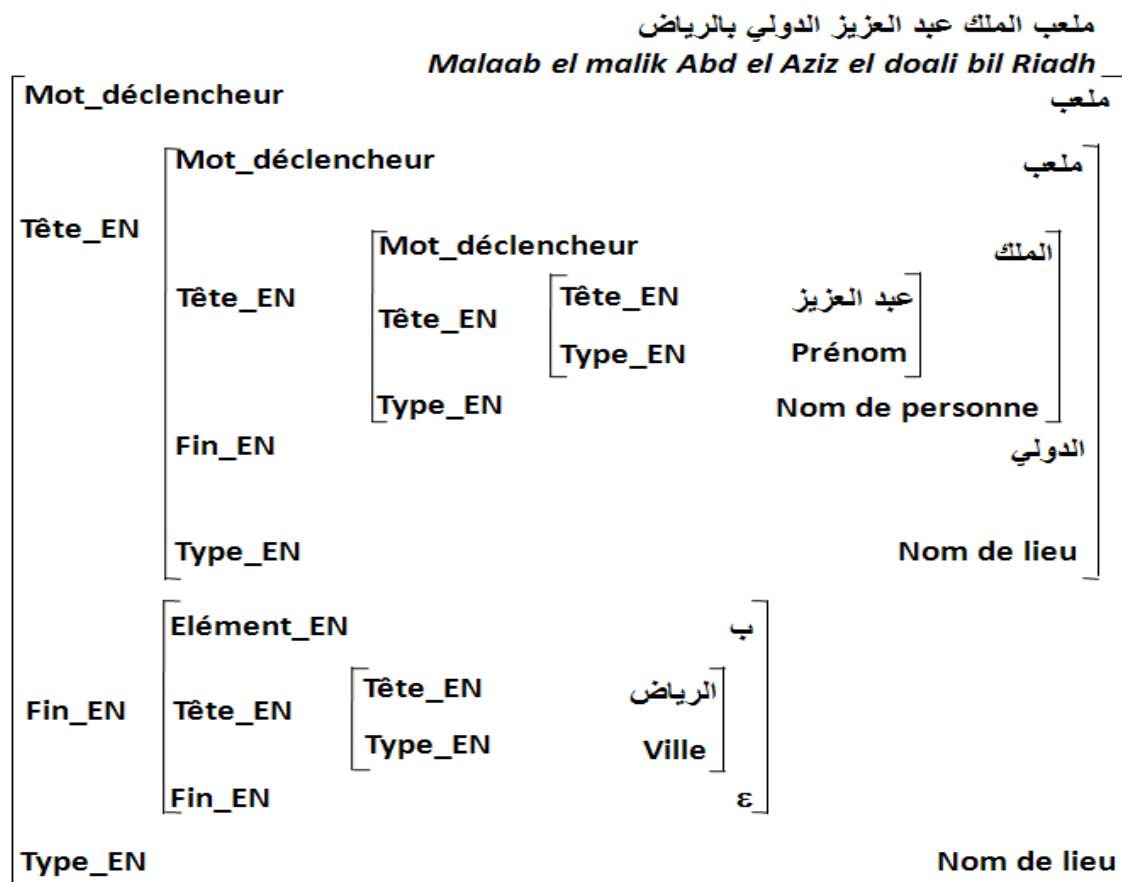 ملعب الملك عبد العزيز الدولي بالرياض
Malaab el malik Abd el Aziz el doali bil Riadh
Mot_déclencheur ملعب
Mot_déclencheur ملعب
Tête_EN
Mot_déclencheur الملك
Tête_EN
Tête_EN عبد العزيز
Tête_EN
Type_EN Prénom
Type_EN Nom de personne
Fin_EN الدولي
Type_EN Nom de lieu
Elément_EN ب
Tête_EN الرياض
Fin_EN Tête_EN
Type_EN Ville
Fin_EN ε
Type_EN Nom de lieu